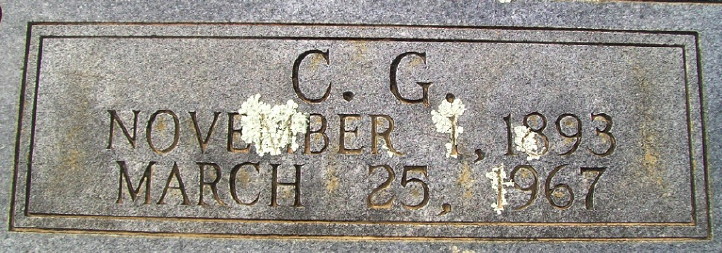 C. G.
NOVEMBER 1, 1893
MARCH 25, 1967